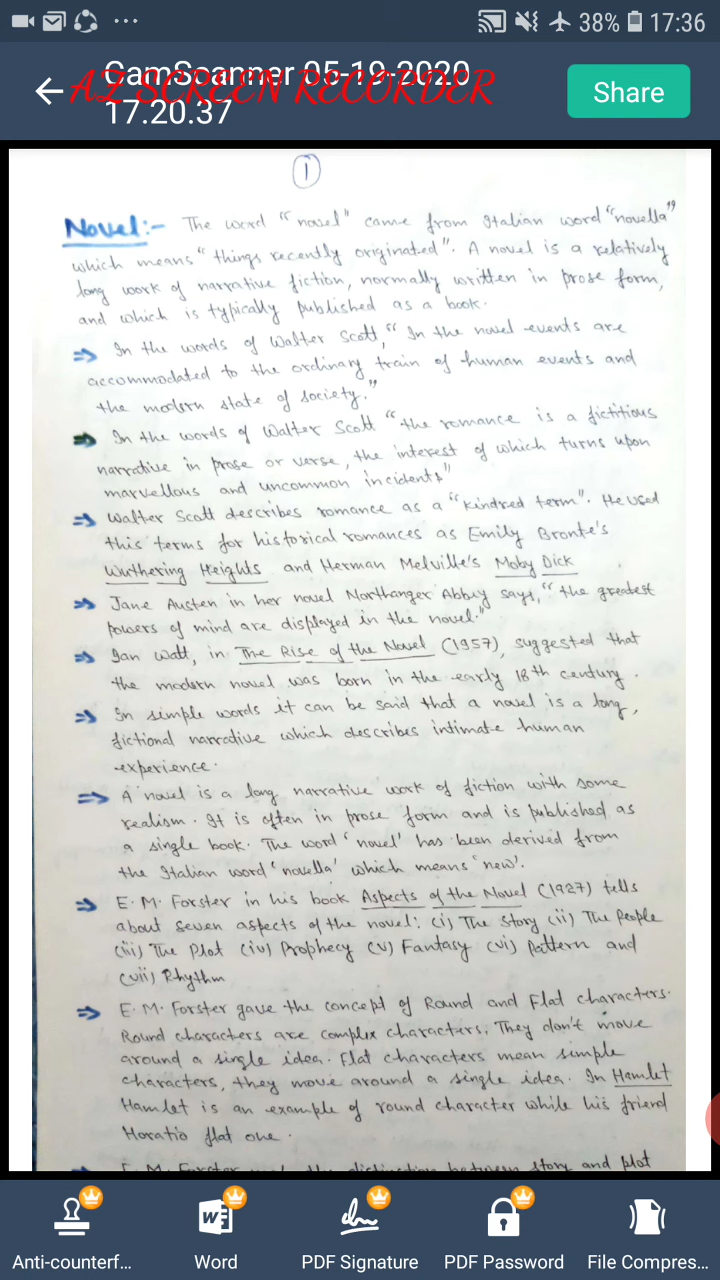 38% 17:36
CamScanner 05-19-2020
17.20.37
AZ SCREEN RECORDER
Share
1
Novel:- The word "novel" came from Italian word "novella"
which means "things recently originated". A novel is a relatively
long work of narrative fiction, normally written in prose form,
and which is typically published as a book.
⇒ In the words of Walter Scott, "In the novel events are
accommodated to the ordinary train of human events and
the modern state of society."
⇒ In the words of Walter Scott "the romance is a fictitious
narrative in prose or verse, the interest of which turns upon
marvellous and uncommon incidents"
⇒ Walter Scott describes romance as a "kindred term". He used
this terms for historical romances as Emily Bronte's
Wuthering Heights and Herman Melville's Moby Dick
⇒ Jane Austen in her novel Northanger Abbey says, "the greatest
powers of mind are displayed in the novel."
⇒ Ian Watt, in The Rise of the Novel (1957), suggested that
the modern novel was born in the early 18th century.
⇒ In simple words it can be said that a novel is a long,
fictional narrative which describes intimate human
experience.
⇒ A novel is a long narrative work of fiction with some
realism. It is often in prose form and is published as
a single book. The word 'novel' has been derived from
the Italian word 'novella' which means 'new'.
⇒ E. M. Forster in his book Aspects of the Novel (1927) tells
about seven aspects of the novel: (i) The Story (ii) The People
(iii) The Plot (iv) Prophecy (v) Fantasy (vi) Pattern and
(vii) Rhythm
⇒ E. M. Forster gave the concept of Round and Flat characters.
Round characters are complex characters. They don't move
around a single idea. Flat characters mean simple
characters, they move around a single idea. In Hamlet
Hamlet is an example of round character while his friend
Horatio flat one.
⇒ E. M. Forster the distinction between story and plot
Anti-counterf...
Word
PDF Signature
PDF Password
File Compres...